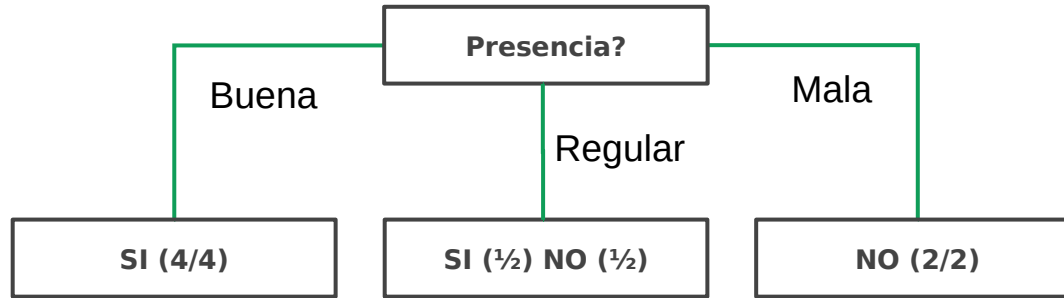 Presencia?
Buena
Mala
Regular
SI (4/4)
SI (½) NO (½)
NO (2/2)